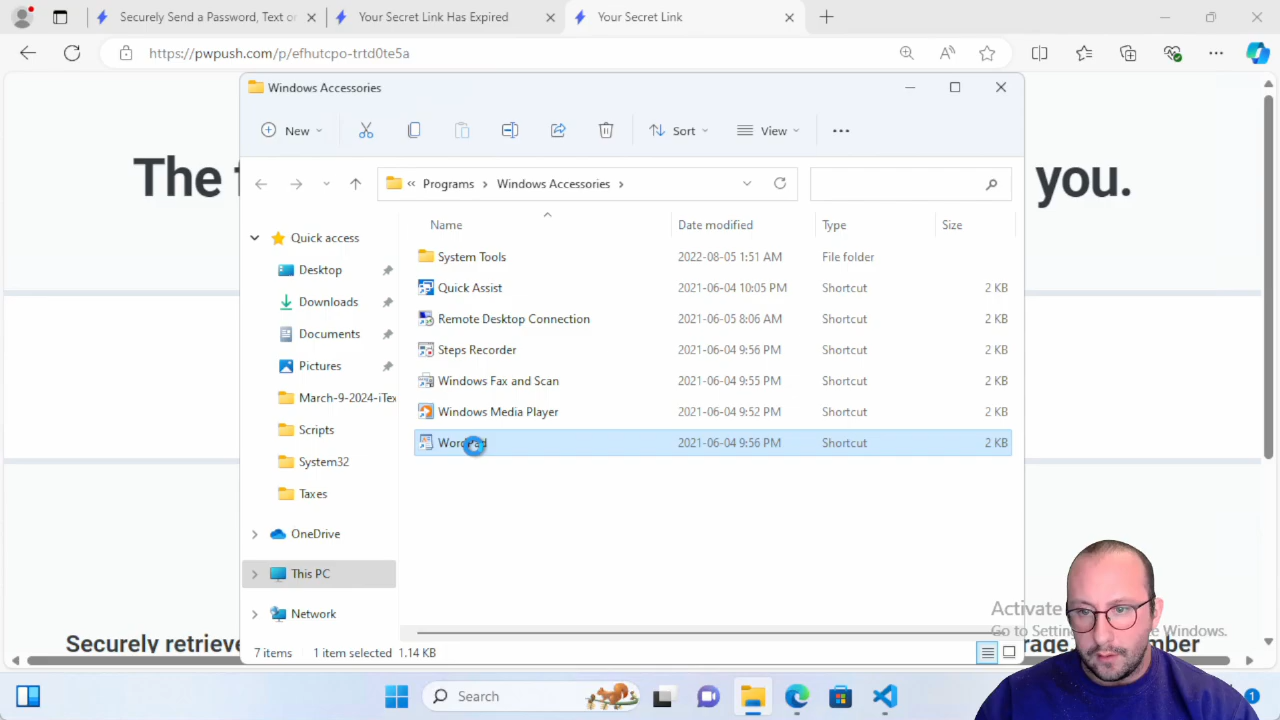 Securely Send a Password, Text or
Your Secret Link Has Expired
Your Secret Link
https://pwpush.com/p/efhutcpo-trtd0te5a
Windows Accessories
New
Sort
View
The
you.
Programs
Windows Accessories
Name
Date modified
Type
Size
Quick access
Desktop
Downloads
Documents
Pictures
March-9-2024-iTex
Scripts
System32
Taxes
OneDrive
This PC
Network
System Tools 2022-08-05 1:51 AM File folder
Quick Assist 2021-06-04 10:05 PM Shortcut 2 KB
Remote Desktop Connection 2021-06-05 8:06 AM Shortcut 2 KB
Steps Recorder 2021-06-04 9:56 PM Shortcut 2 KB
Windows Fax and Scan 2021-06-04 9:55 PM Shortcut 2 KB
Windows Media Player 2021-06-04 9:52 PM Shortcut 2 KB
WordPad 2021-06-04 9:56 PM Shortcut 2 KB
Activate
Go to Windows.
Securely retrieve
7 items 1 item selected 1.14 KB
Search
1